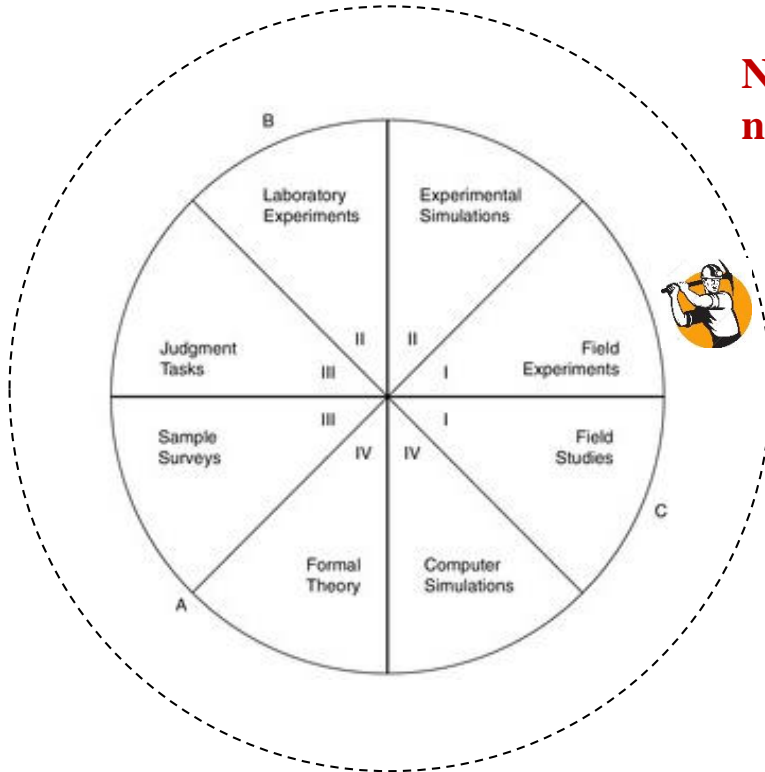 N
n
B
Laboratory
Experiments
Experimental
Simulations
II
II
Judgment
Tasks
III
I
Field
Experiments
Sample
Surveys
III
I
Field
Studies
IV
IV
C
Formal
Theory
Computer
Simulations
A